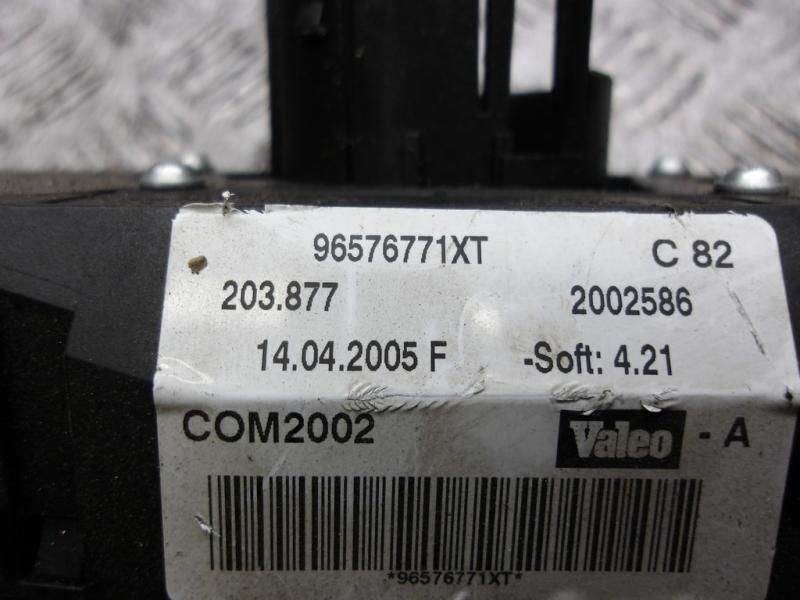 96576771XT C 82
203.877 2002586
14.04.2005 F -Soft: 4.21
COM2002 Valeo - A
*96576771XT*